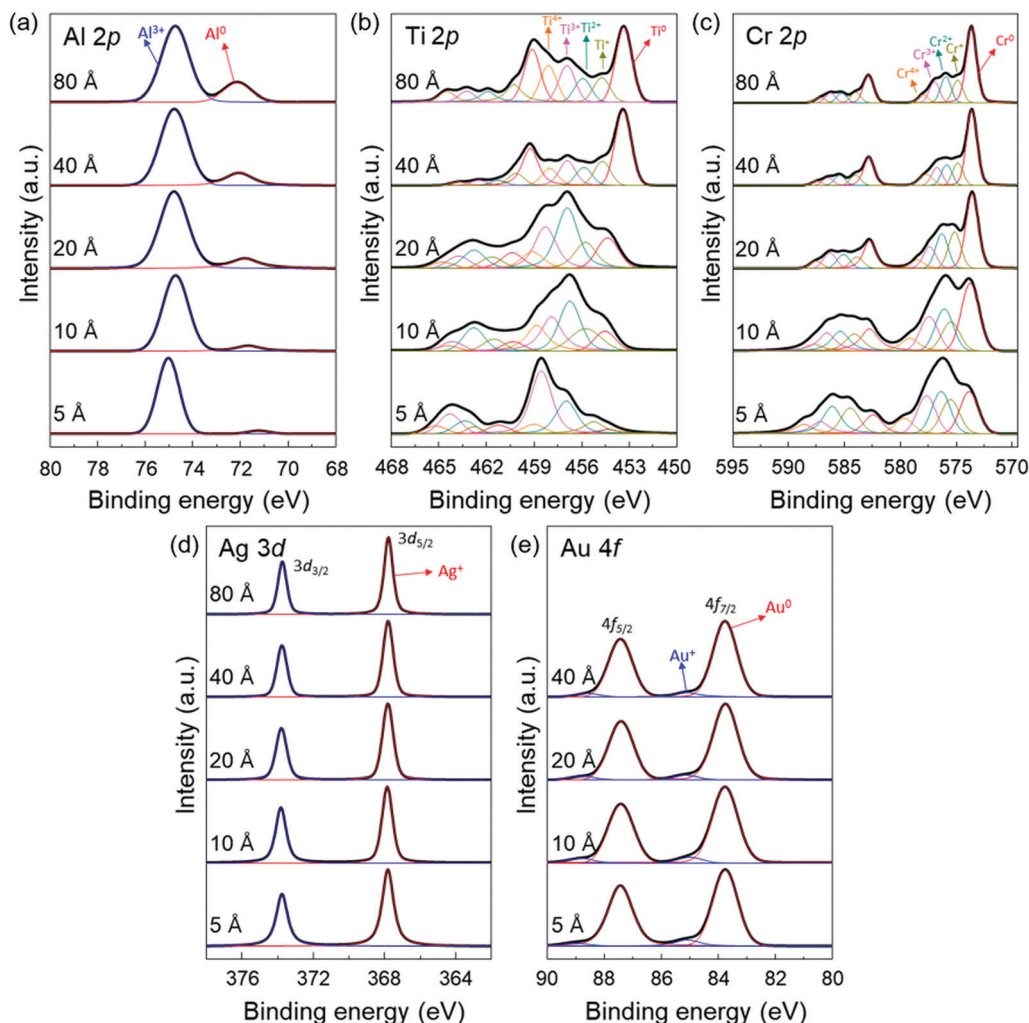 (a) Al 2p
Al³⁺ Al⁰
80 Å
40 Å
20 Å
10 Å
5 Å
Intensity (a.u.)
80 78 76 74 72 70 68
Binding energy (eV)
(b) Ti 2p
Ti⁴⁺ Ti³⁺ Ti²⁺ Ti⁺ Ti⁰
80 Å
40 Å
20 Å
10 Å
5 Å
Intensity (a.u.)
468 465 462 459 456 453 450
Binding energy (eV)
(c) Cr 2p
Cr⁴⁺ Cr³⁺ Cr²⁺ Cr⁺ Cr⁰
80 Å
40 Å
20 Å
10 Å
5 Å
Intensity (a.u.)
595 590 585 580 575 570
Binding energy (eV)
(d) Ag 3d
3d₃/₂ 3d₅/₂
Ag⁺
80 Å
40 Å
20 Å
10 Å
5 Å
Intensity (a.u.)
376 372 368 364
Binding energy (eV)
(e) Au 4f
4f₅/₂ 4f₇/₂
Au⁺ Au⁰
40 Å
20 Å
10 Å
5 Å
Intensity (a.u.)
90 88 86 84 82 80
Binding energy (eV)